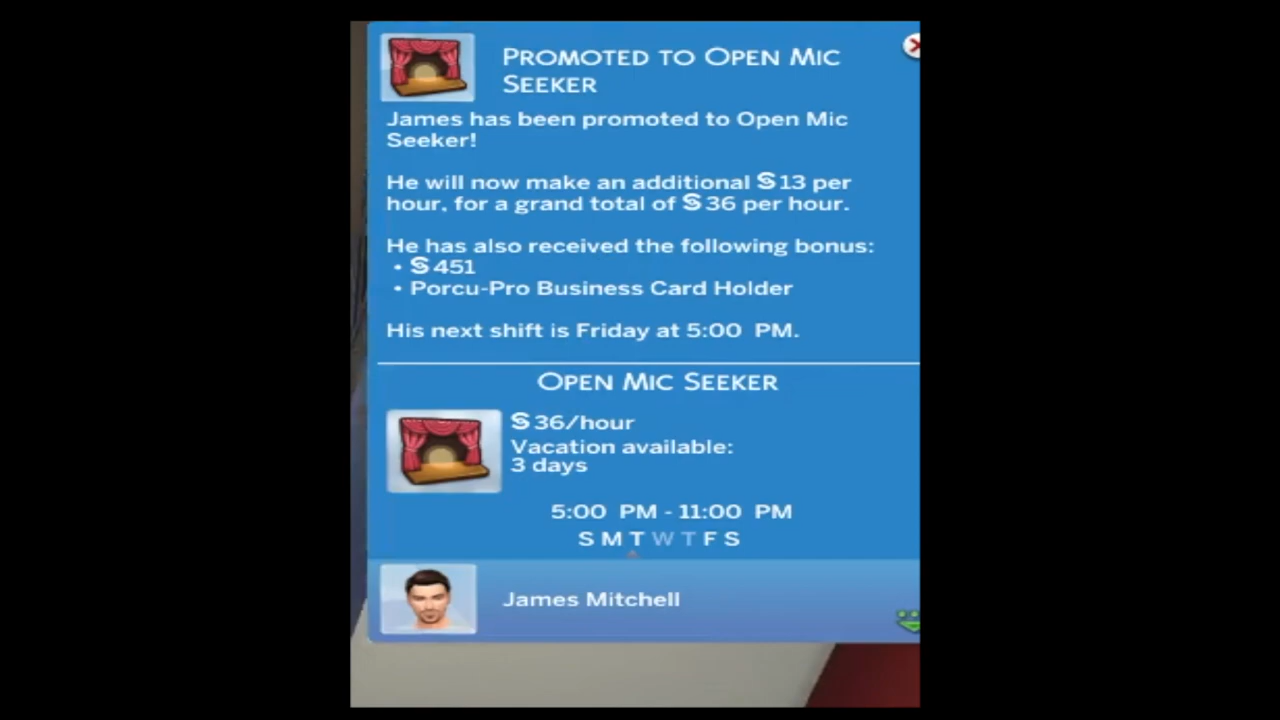 PROMOTED TO OPEN MIC
SEEKER
James has been promoted to Open Mic
Seeker!
He will now make an additional §13 per
hour, for a grand total of §36 per hour.
He has also received the following bonus:
• §451
• Porcu-Pro Business Card Holder
His next shift is Friday at 5:00 PM.
OPEN MIC SEEKER
§36/hour
Vacation available:
3 days
5:00 PM - 11:00 PM
S M T W T F S
James Mitchell